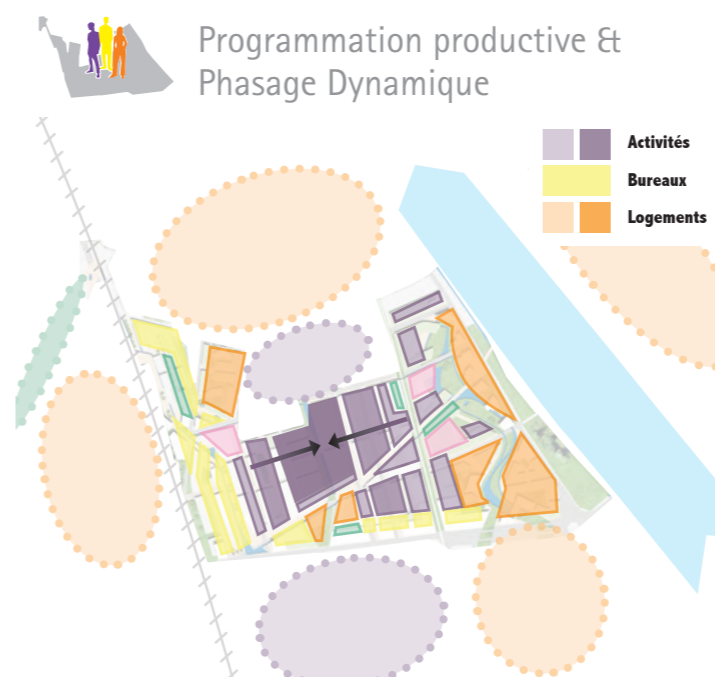 Programmation productive &
Phasage Dynamique
Activités
Bureaux
Logements